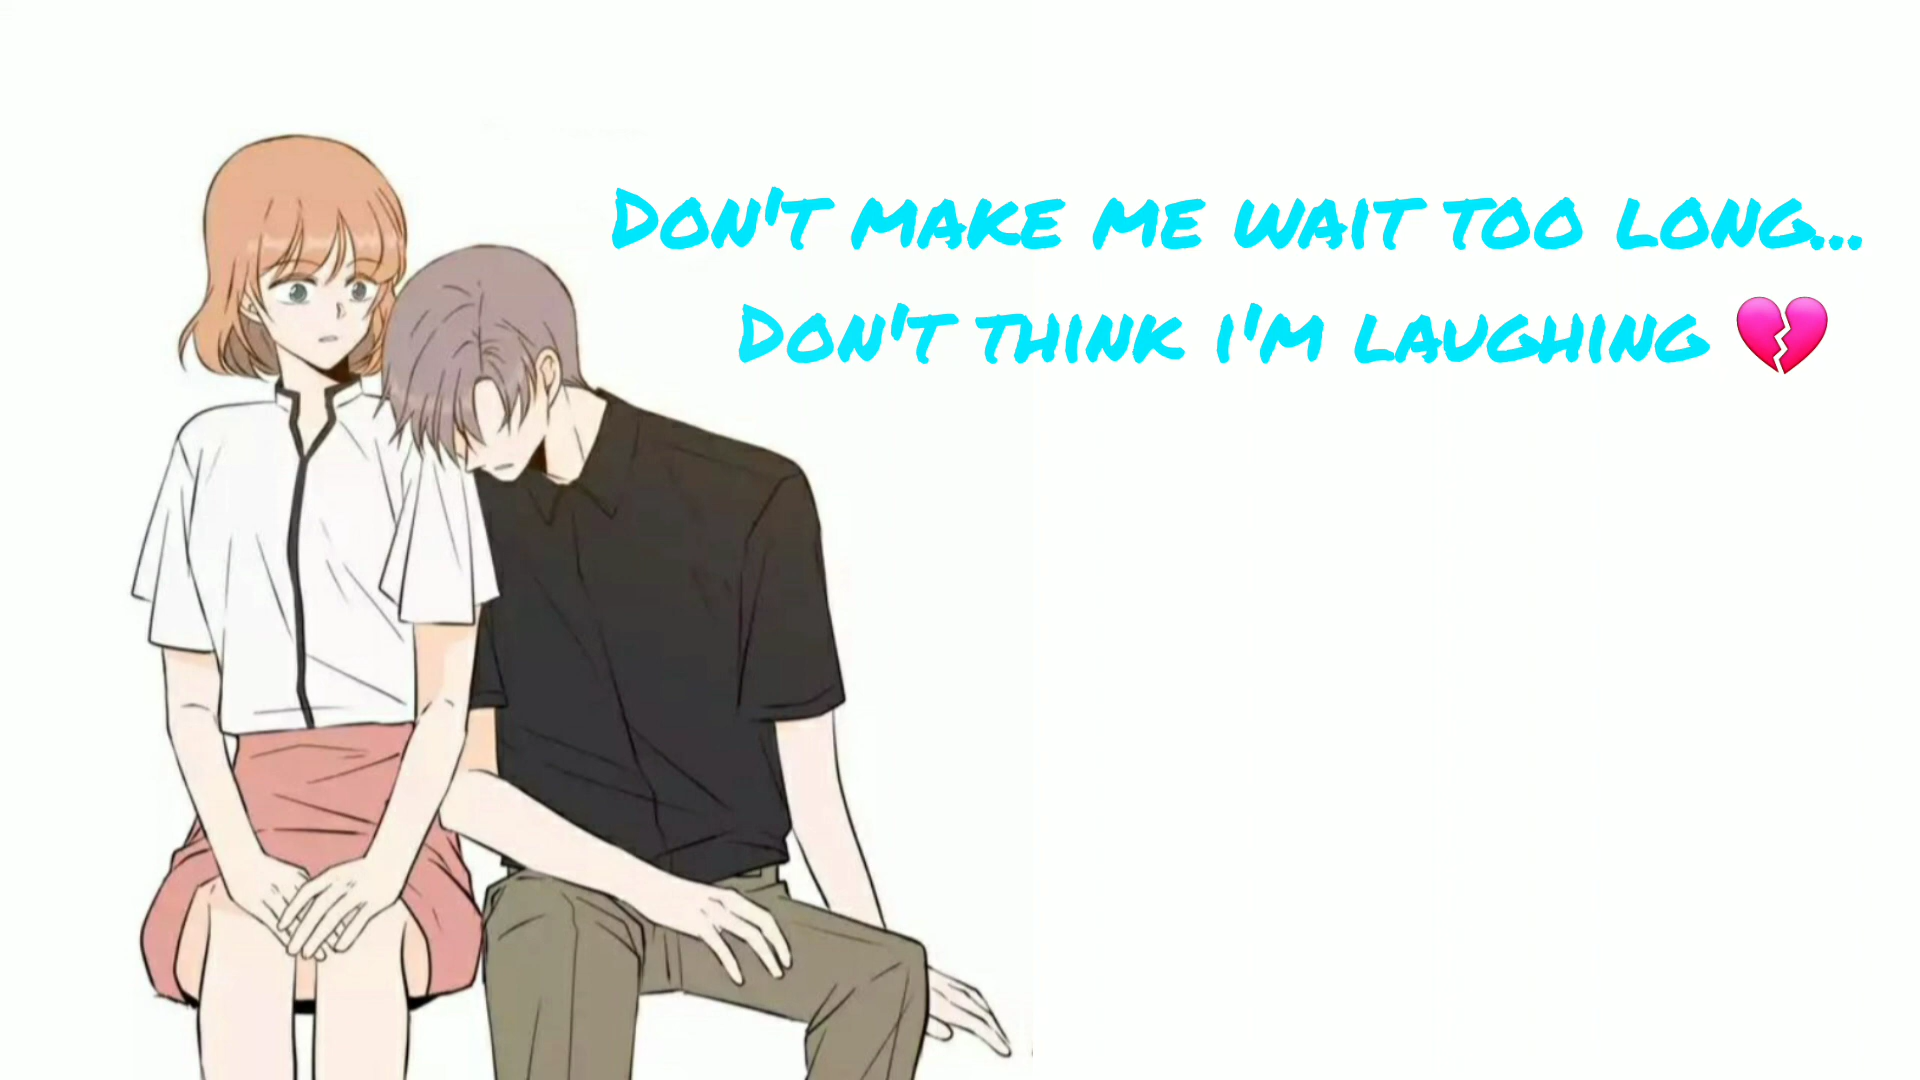 DON'T MAKE ME WAIT TOO LONG...
DON'T THINK I'M LAUGHING 💔